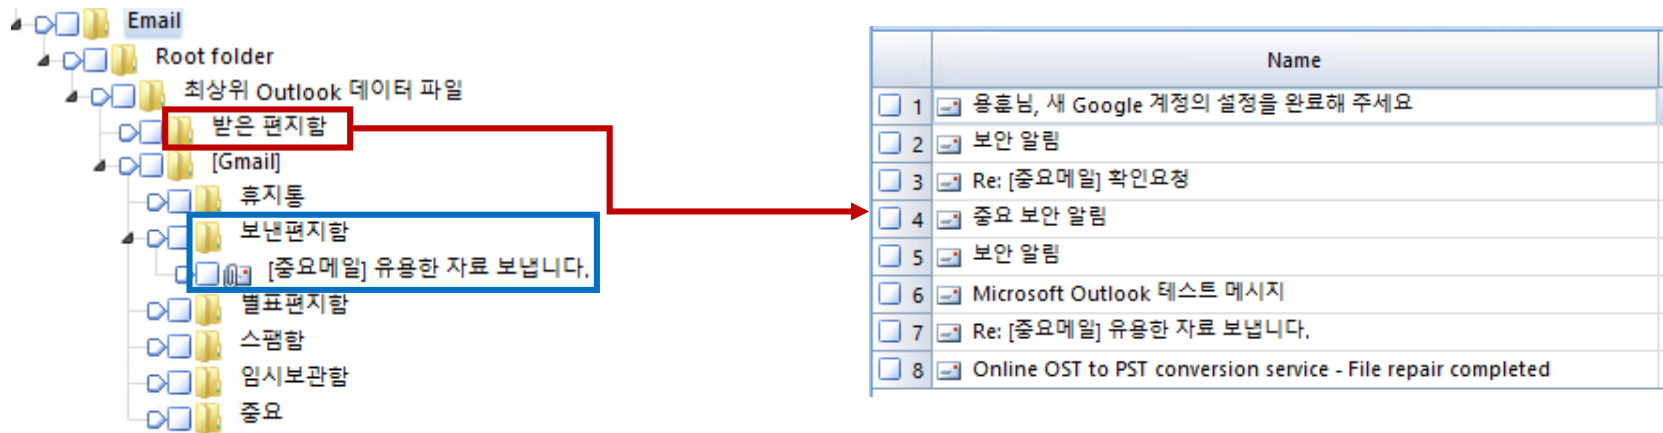 Email
Root folder
최상위 Outlook 데이터 파일
받은 편지함
[Gmail]
휴지통
보낸편지함
[중요메일] 유용한 자료 보냅니다.
별표편지함
스팸함
임시보관함
중요
Name
1 용훈님, 새 Google 계정의 설정을 완료해 주세요
2 보안 알림
3 Re: [중요메일] 확인요청
4 중요 보안 알림
5 보안 알림
6 Microsoft Outlook 테스트 메시지
7 Re: [중요메일] 유용한 자료 보냅니다.
8 Online OST to PST conversion service - File repair completed